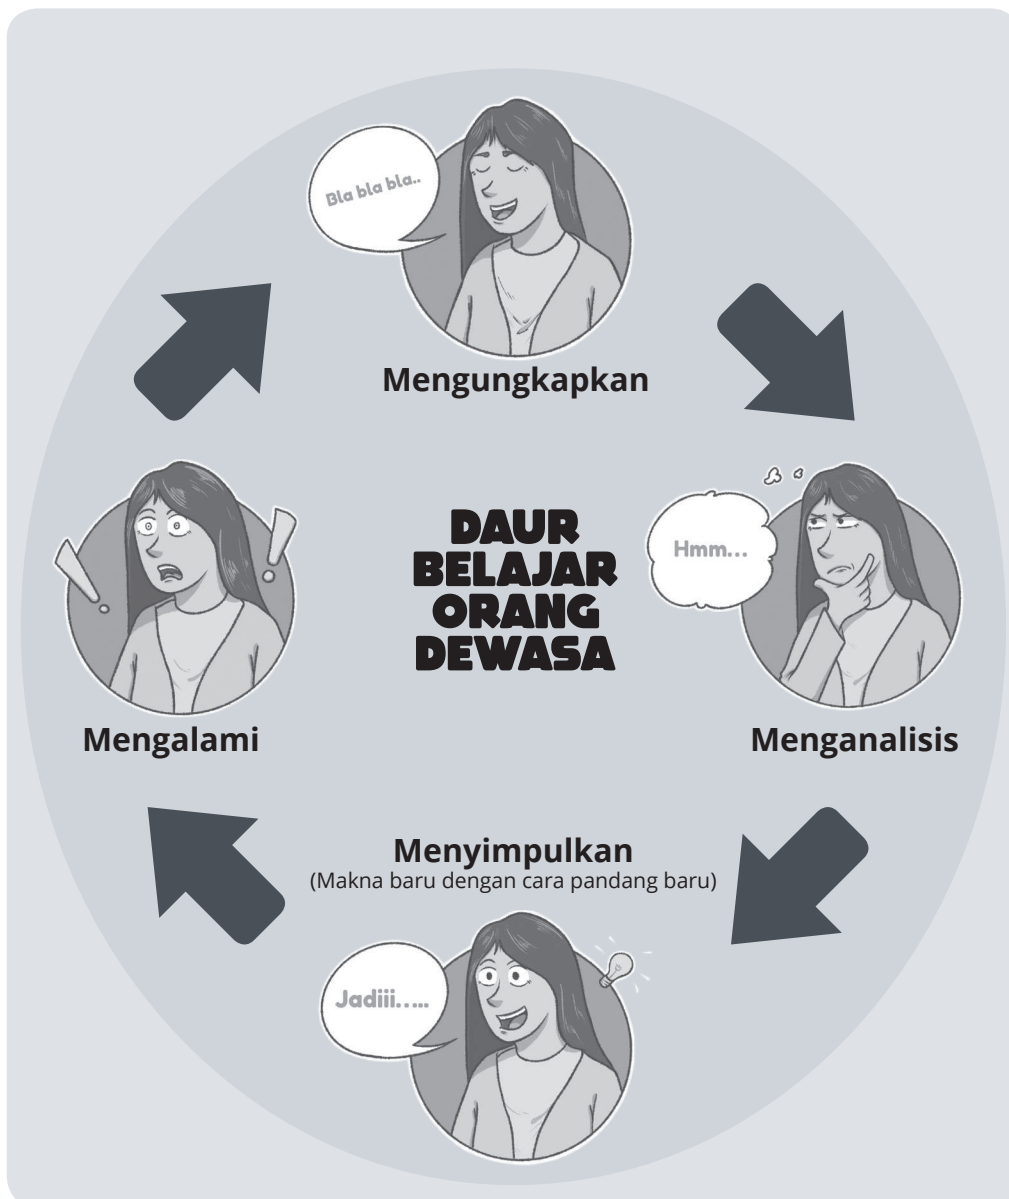 Bla bla bla..
Mengungkapkan
DAUR
BELAJAR
ORANG
DEWASA
Hmm...
Mengalami
Menganalisis
Menyimpulkan
(Makna baru dengan cara pandang baru)
Jadiii.....